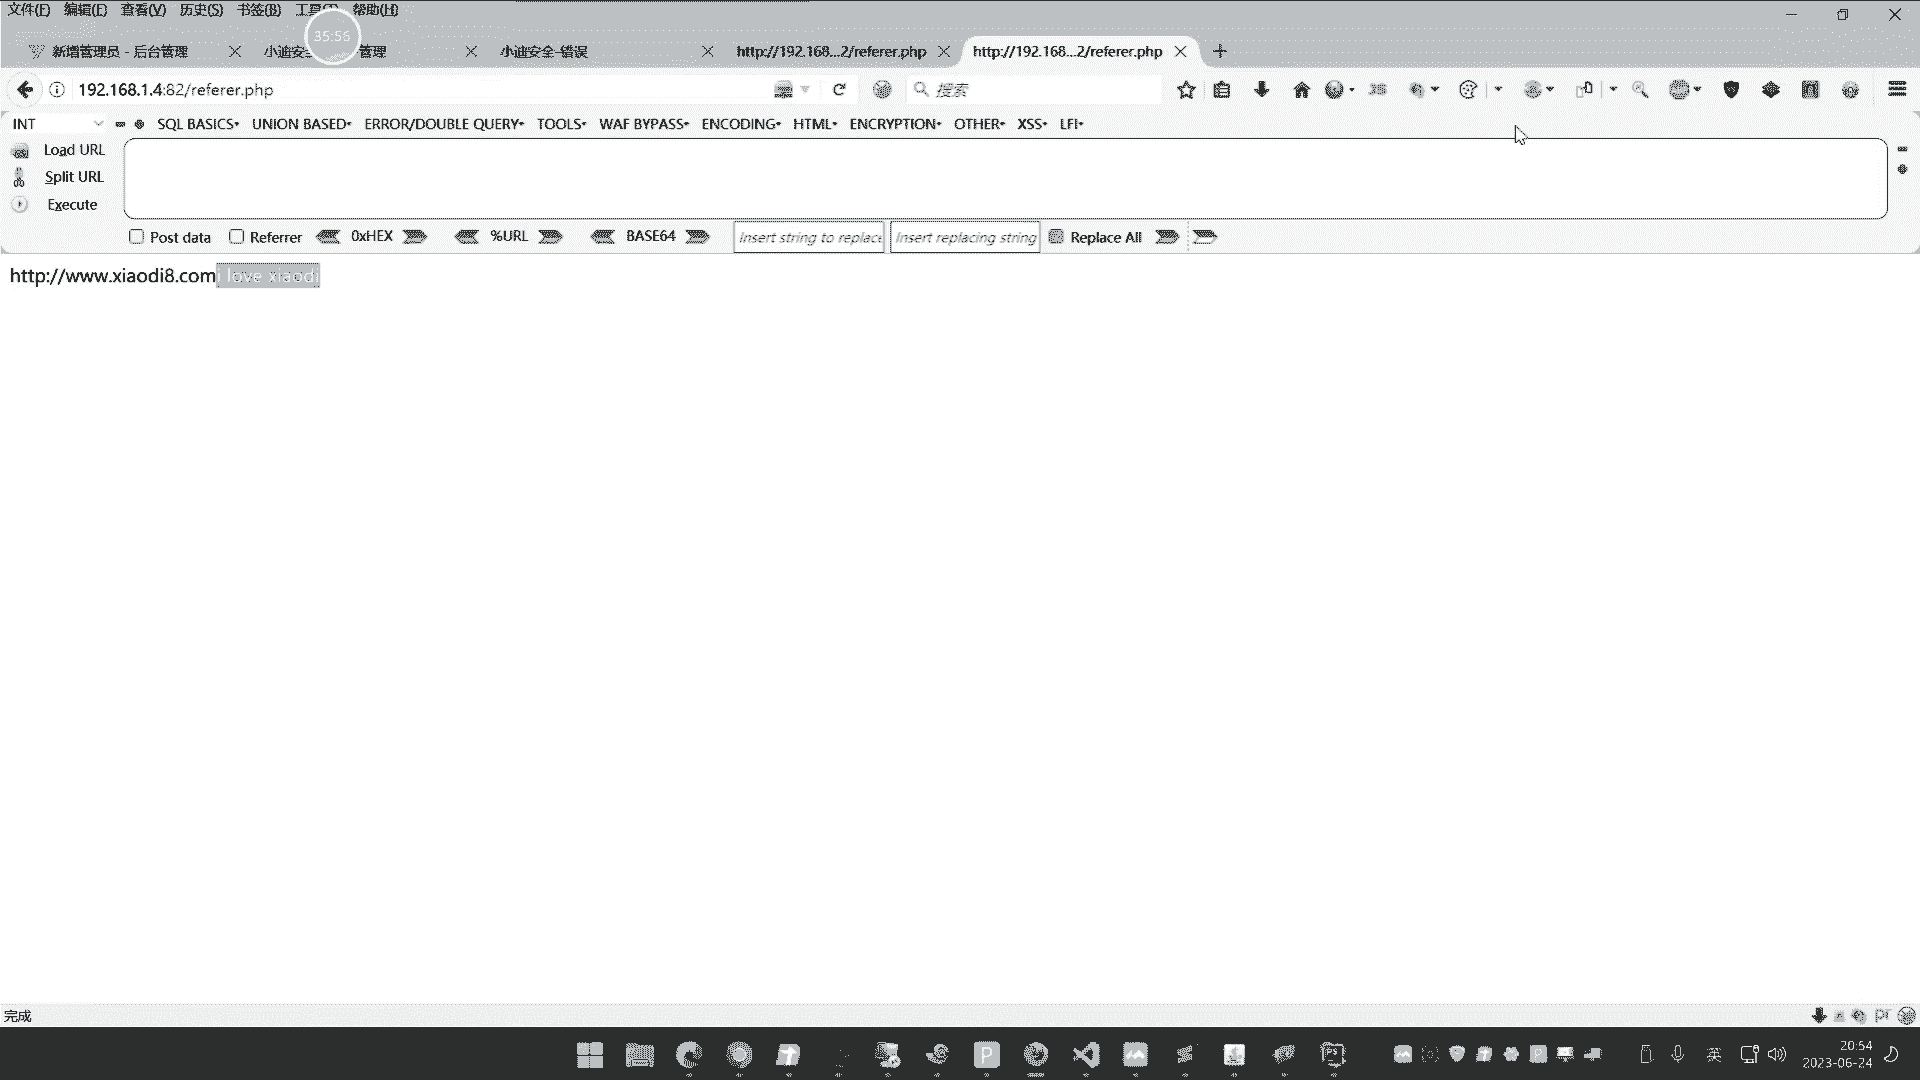 文件(F) 编辑(E) 查看(V) 历史(S) 书签(B) 帮助(H)
35:56
新增管理员 - 后台管理 小迪安 管理 小迪安全-错误 http://192.168...2/referer.php http://192.168...2/referer.php
192.168.1.4:82/referer.php 搜索
INT SQL BASICS UNION BASED ERROR/DOUBLE QUERY TOOLS WAF BYPASS ENCODING HTML ENCRYPTION OTHER XSS LFI
Load URL
Split URL
Execute
Post data Referrer 0xHEX %URL BASE64 Insert string to replace Insert replacing string Replace All
http://www.xiaodi8.comi love xiaodi
完成
英 20:54
2023-06-24